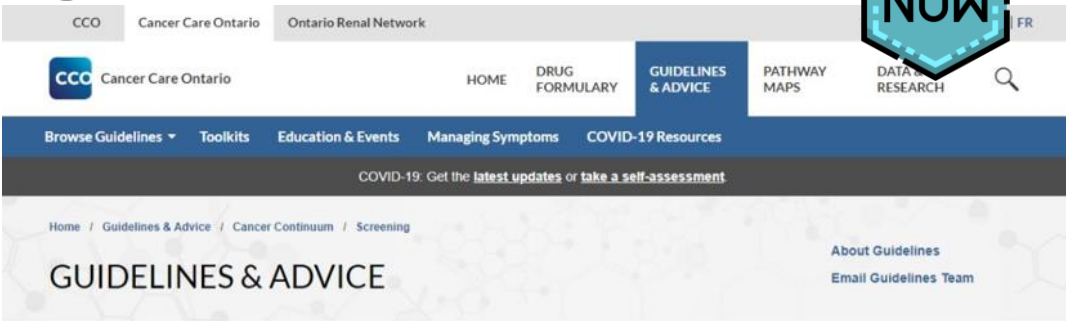 NOW
CCO Cancer Care Ontario Ontario Renal Network FR
CCO Cancer Care Ontario HOME DRUG FORMULARY GUIDELINES & ADVICE PATHWAY MAPS DATA & RESEARCH
Browse Guidelines Toolkits Education & Events Managing Symptoms COVID-19 Resources
COVID-19: Get the latest updates or take a self-assessment.
Home / Guidelines & Advice / Cancer Continuum / Screening
About Guidelines
GUIDELINES & ADVICE
Email Guidelines Team